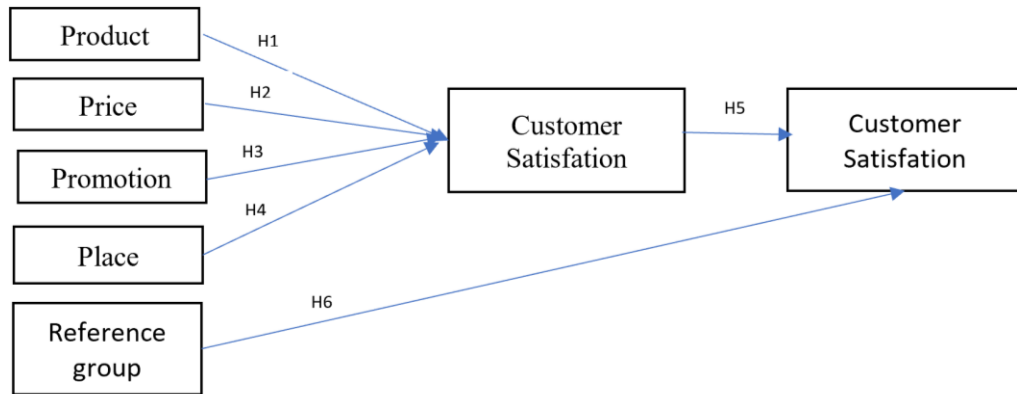 Product
H1
Price
H2
Promotion
H3
Place
H4
Reference
group
Customer
Satisfation
H5
Customer
Satisfation
H6